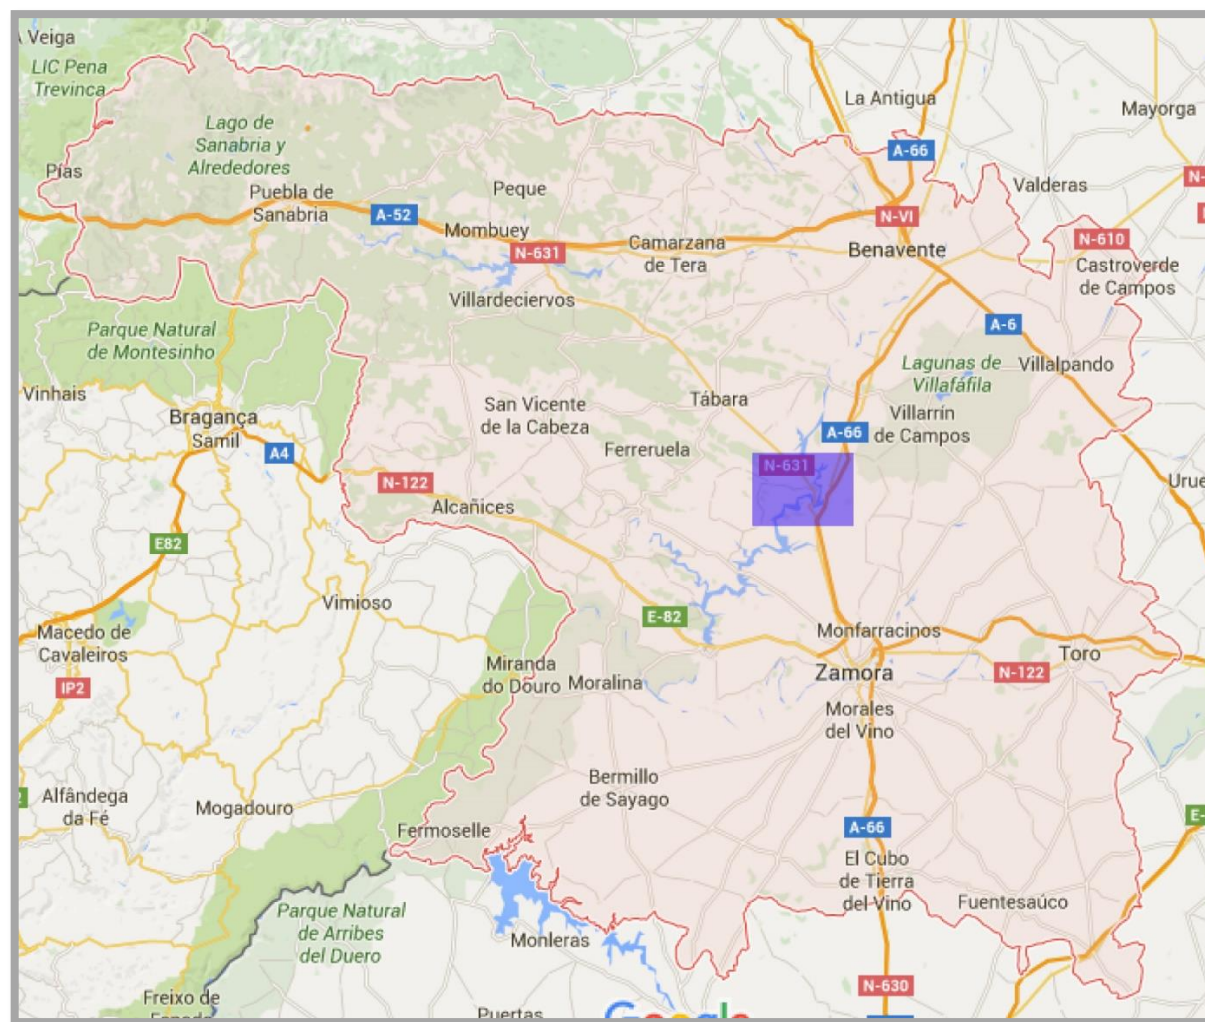 Veiga
LIC Pena
Trevinca
La Antigua
Mayorga
Lago de
Sanabria y
Alrededores
A-66
Pías
Peque
Valderas
N-
Puebla de
Sanabria
A-52
N-VI
Mombuey
N-631
Camarzana
de Tera
Benavente
N-610
Castroverde
de Campos
Villardeciervos
Parque Natural
de Montesinho
A-6
Lagunas de
Villafáfila
Villalpando
Vinhais
Bragança
Samil
San Vicente
de la Cabeza
Tábara
Villarrín
de Campos
A-66
A4
Ferreruela
N-631
N-122
Alcañices
Urue
E82
Vimioso
E-82
Monfarracinos
Macedo de
Cavaleiros
Toro
Miranda
do Douro
Moralina
Zamora
N-122
IP2
Morales
del Vino
Bermillo
de Sayago
Alfândega
da Fé
Mogadouro
Fermoselle
A-66
E-
El Cubo
de Tierra
del Vino
Fuentesaúco
Parque Natural
de Arribes
del Duero
Monleras
N-630
Freixo de
Espada
Puertas
Google